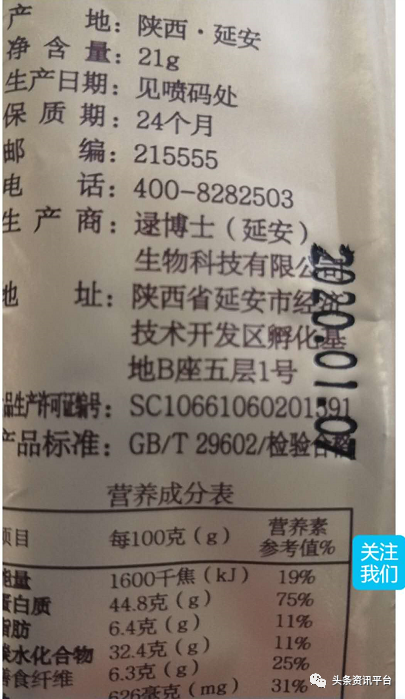 产 地：陕西·延安
净含量：21g
生产日期：见喷码处
保质期：24个月
邮 编：215555
电 话：400-8282503
生产商：逯博士（延安）
生物科技有限公司
地 址：陕西省延安市经济
技术开发区孵化基
地B座五层1号
品生产许可证编号：SC10661060201591
产品标准：GB/T 29602/检验合格
2020.01.07
营养成分表
项目 每100克（g） 营养素
参考值%
能量 1600千焦（kJ） 19%
蛋白质 44.8克（g） 75%
脂肪 6.4克（g） 11%
碳水化合物 32.4克（g） 11%
膳食纤维 6.3克（g） 25%
626毫克（mg） 31%
关注
我们
头条资讯平台